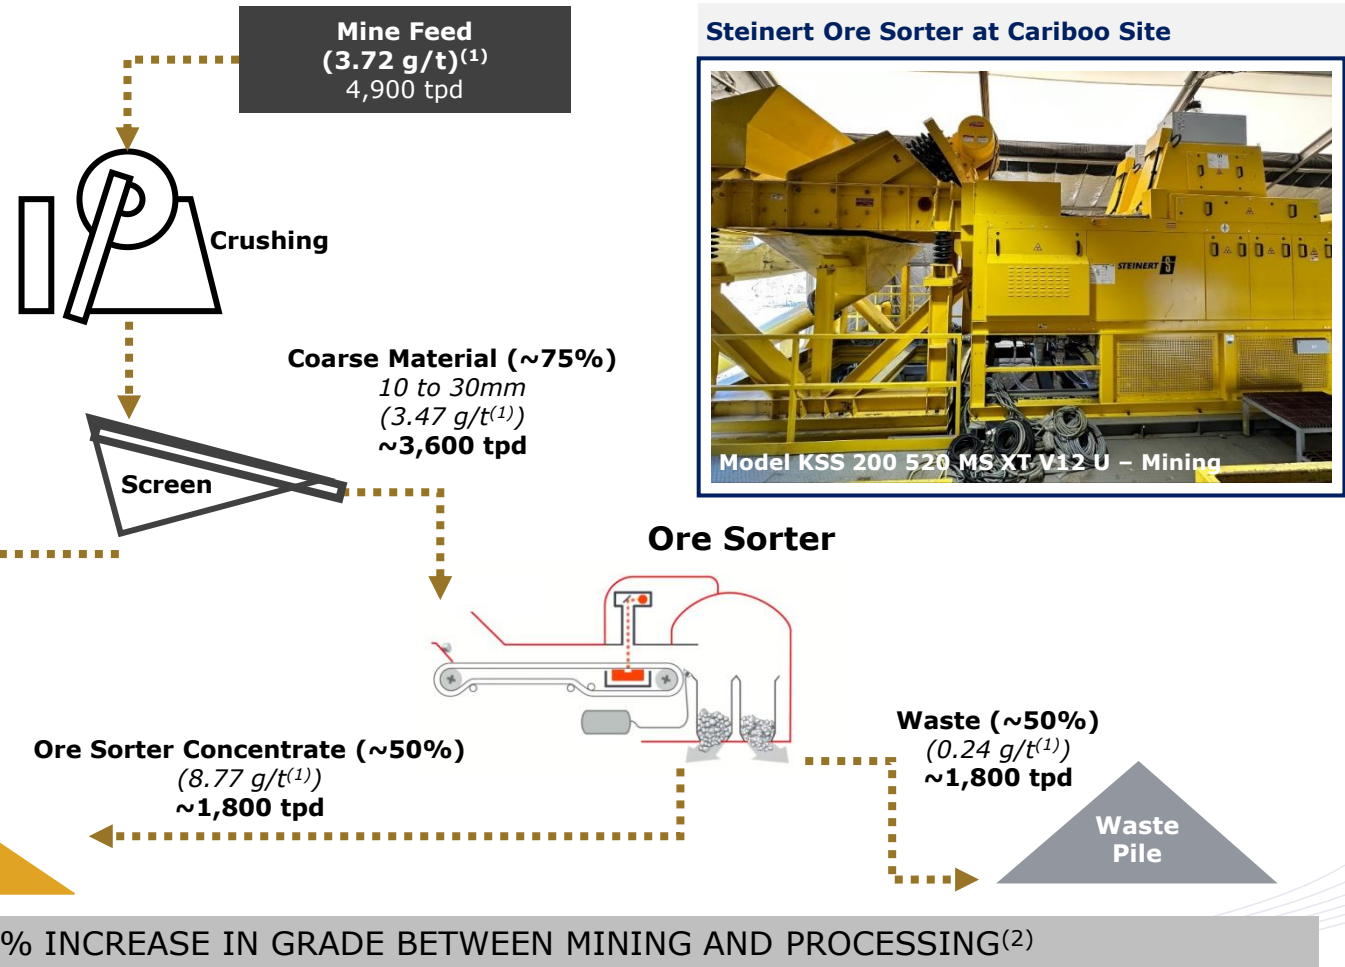 Mine Feed
(3.72 g/t)(1)
4,900 tpd
Steinert Ore Sorter at Cariboo Site
STEINERT
Model KSS 200 520 MS XT V12 U – Mining
Crushing
Coarse Material (~75%)
10 to 30mm
(3.47 g/t(1))
~3,600 tpd
Screen
Ore Sorter
Ore Sorter Concentrate (~50%)
(8.77 g/t(1))
~1,800 tpd
Waste (~50%)
(0.24 g/t(1))
~1,800 tpd
Waste
Pile
% INCREASE IN GRADE BETWEEN MINING AND PROCESSING(2)